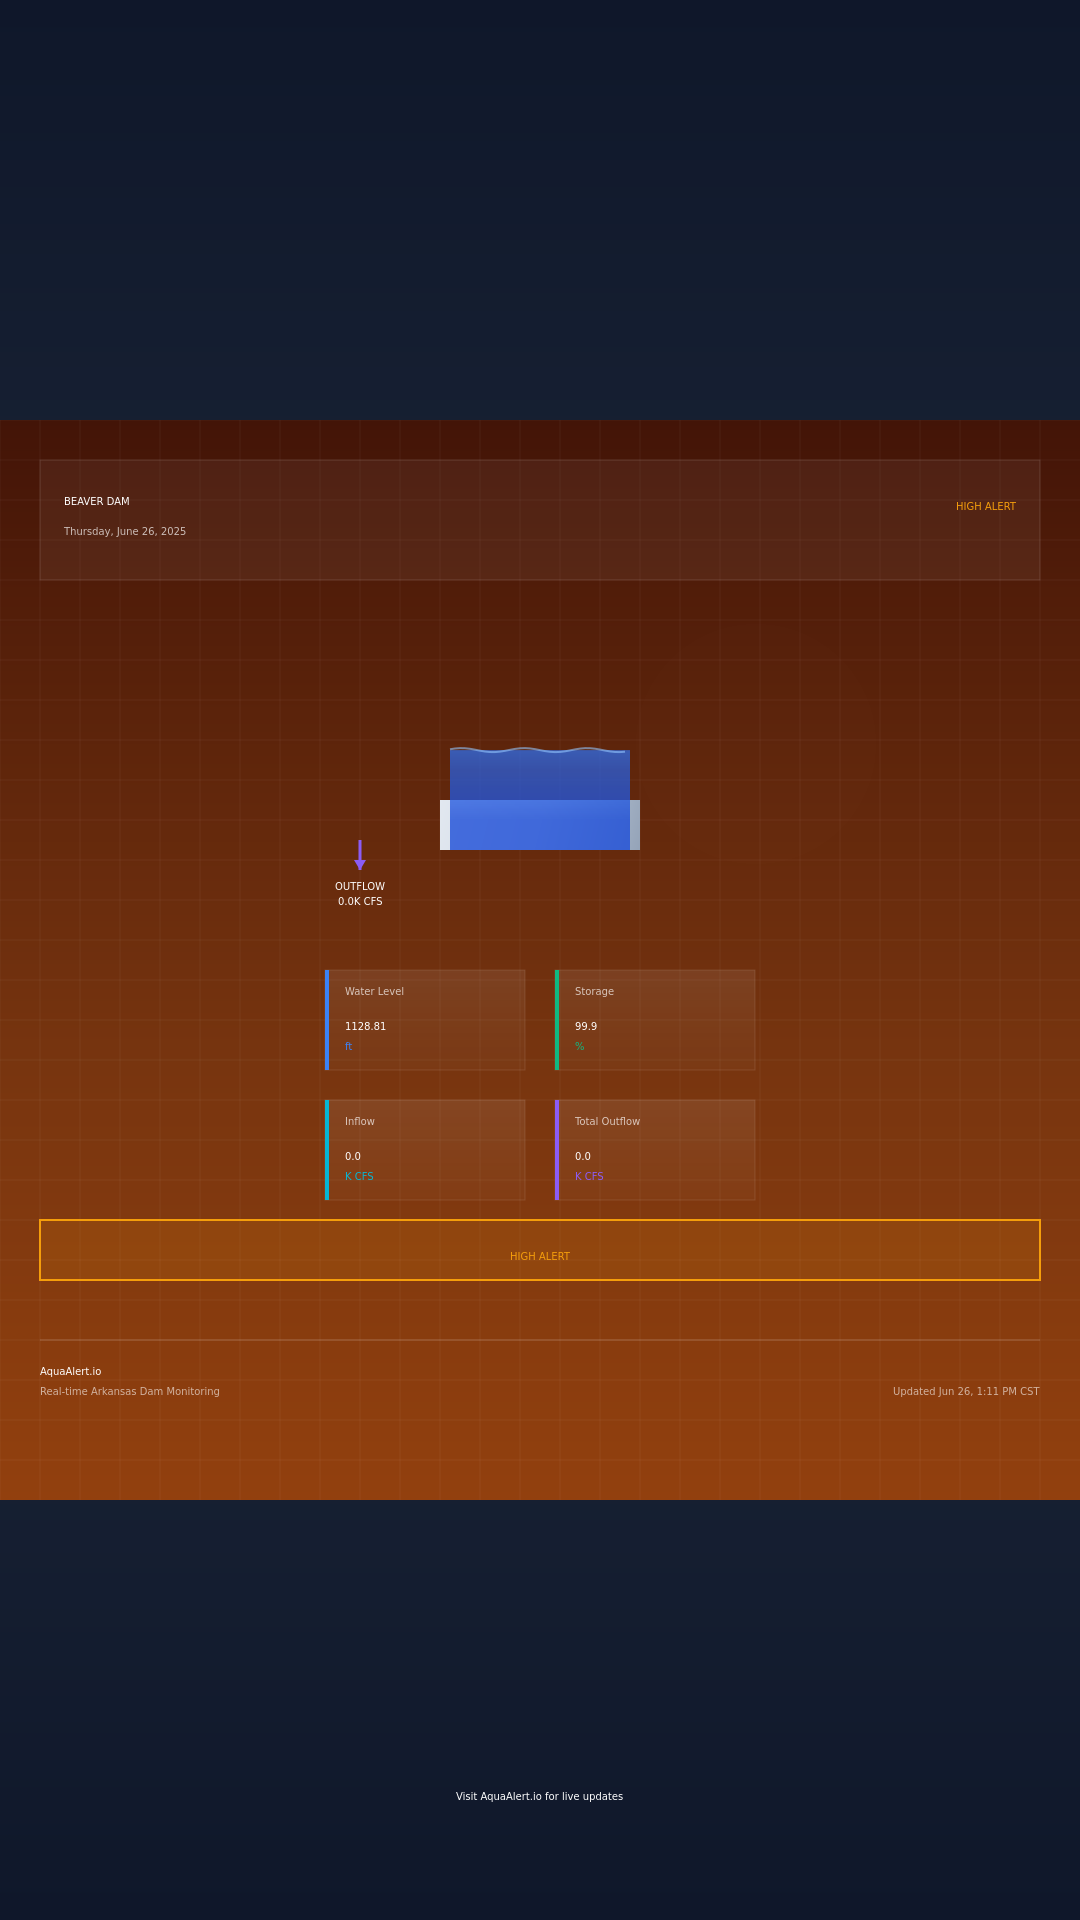 BEAVER DAM
HIGH ALERT
Thursday, June 26, 2025
OUTFLOW
0.0K CFS
Water Level
1128.81
ft
Storage
99.9
%
Inflow
0.0
K CFS
Total Outflow
0.0
K CFS
HIGH ALERT
AquaAlert.io
Real-time Arkansas Dam Monitoring
Updated Jun 26, 1:11 PM CST
Visit AquaAlert.io for live updates